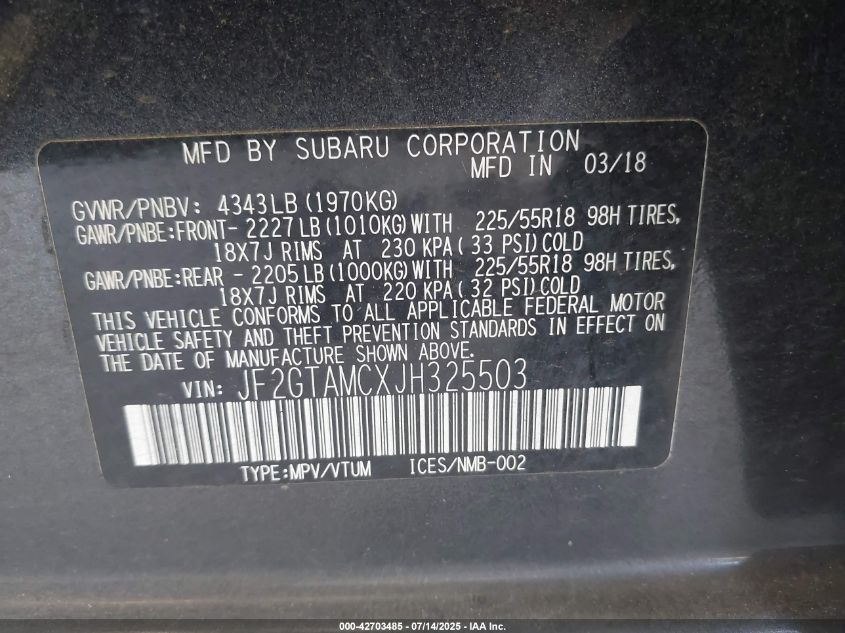 MFD BY SUBARU CORPORATION
MFD IN 03/18
GVWR/PNBV: 4343LB (1970KG)
GAWR/PNBE:FRONT- 2227LB (1010KG)WITH 225/55R18 98H TIRES,
18X7J RIMS AT 230 KPA( 33 PSI)COLD
GAWR/PNBE:REAR - 2205LB (1000KG)WITH 225/55R18 98H TIRES,
18X7J RIMS AT 220 KPA( 32 PSI)COLD
THIS VEHICLE CONFORMS TO ALL APPLICABLE FEDERAL MOTOR
VEHICLE SAFETY AND THEFT PREVENTION STANDARDS IN EFFECT ON
THE DATE OF MANUFACTURE SHOWN ABOVE.
VIN: JF2GTAMCXJH325503
TYPE:MPV/VTUM ICES/NMB-002
000-42703485 - 07/14/2025 - IAA Inc.